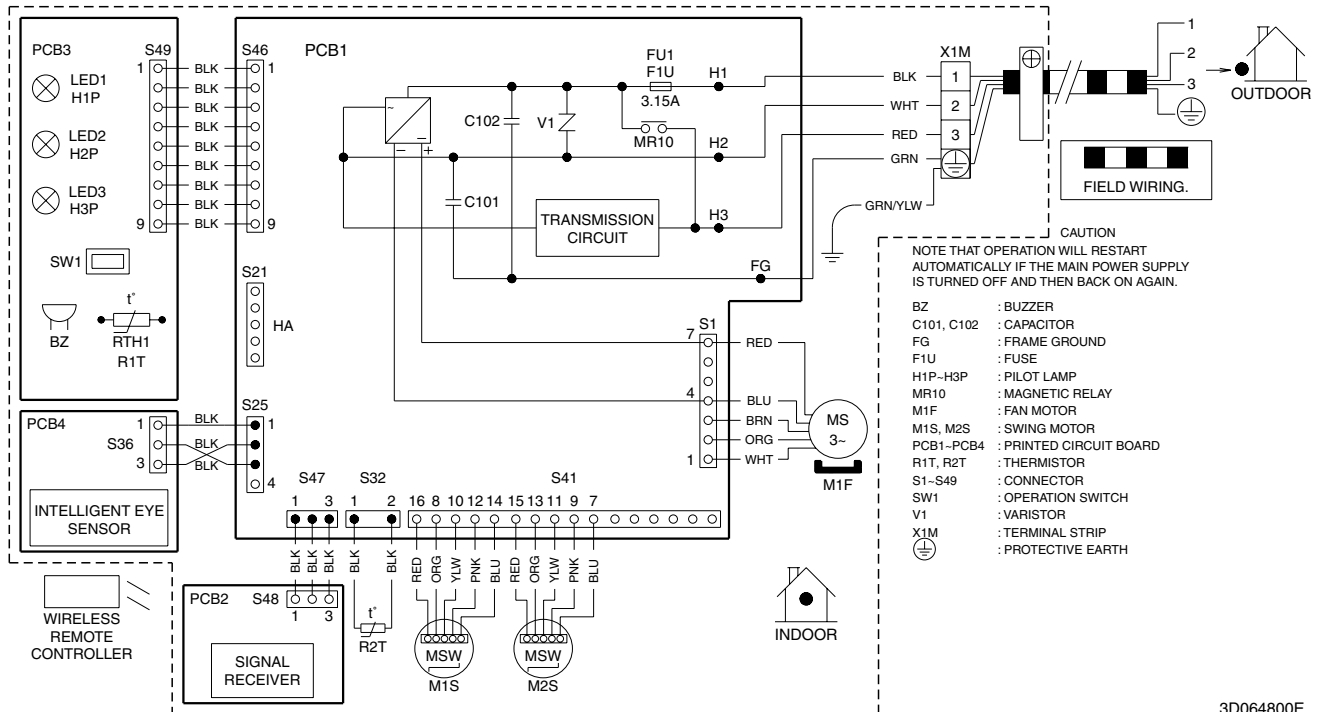 PCB3
LED1
H1P
LED2
H2P
LED3
H3P
SW1
BZ
t°
RTH1
R1T
S49
1
9
BLK
BLK
BLK
BLK
BLK
BLK
BLK
BLK
BLK
S46
1
9
PCB1
~
–
–
+
C102
V1
FU1
F1U
3.15A
MR10
H1
H2
C101
TRANSMISSION
CIRCUIT
H3
FG
S21
HA
BLK
WHT
RED
GRN
GRN/YLW
X1M
1
2
3
1
2
3
OUTDOOR
FIELD WIRING.
CAUTION
NOTE THAT OPERATION WILL RESTART
AUTOMATICALLY IF THE MAIN POWER SUPPLY
IS TURNED OFF AND THEN BACK ON AGAIN.
BZ : BUZZER
C101, C102 : CAPACITOR
FG : FRAME GROUND
F1U : FUSE
H1P~H3P : PILOT LAMP
MR10 : MAGNETIC RELAY
M1F : FAN MOTOR
M1S, M2S : SWING MOTOR
PCB1~PCB4 : PRINTED CIRCUIT BOARD
R1T, R2T : THERMISTOR
S1~S49 : CONNECTOR
SW1 : OPERATION SWITCH
V1 : VARISTOR
X1M : TERMINAL STRIP
: PROTECTIVE EARTH
S1
7
4
1
RED
BLU
BRN
ORG
WHT
MS
3~
M1F
PCB4
S36
1
3
BLK
BLK
BLK
S25
1
4
INTELLIGENT EYE
SENSOR
S47
1 3
S32
1 2
S41
16 8 10 12 14 15 13 11 9 7
BLK BLK BLK
BLK BLK
RED ORG YLW PNK BLU RED ORG YLW PNK BLU
PCB2
S48
1 3
SIGNAL
RECEIVER
t°
R2T
MSW
M1S
MSW
M2S
WIRELESS
REMOTE
CONTROLLER
INDOOR
3D064800E